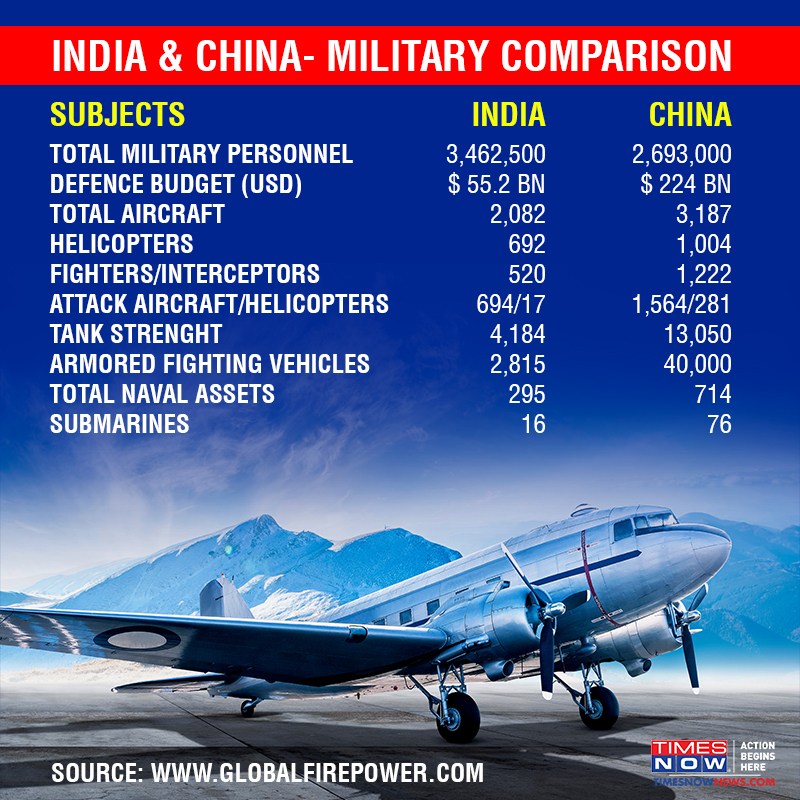 INDIA & CHINA- MILITARY COMPARISON
SUBJECTS INDIA CHINA
TOTAL MILITARY PERSONNEL 3,462,500 2,693,000
DEFENCE BUDGET (USD) $ 55.2 BN $ 224 BN
TOTAL AIRCRAFT 2,082 3,187
HELICOPTERS 692 1,004
FIGHTERS/INTERCEPTORS 520 1,222
ATTACK AIRCRAFT/HELICOPTERS 694/17 1,564/281
TANK STRENGHT 4,184 13,050
ARMORED FIGHTING VEHICLES 2,815 40,000
TOTAL NAVAL ASSETS 295 714
SUBMARINES 16 76
SOURCE: WWW.GLOBALFIREPOWER.COM
TIMES
NOW
ACTION
BEGINS
HERE
TIMESNOWNEWS.COM